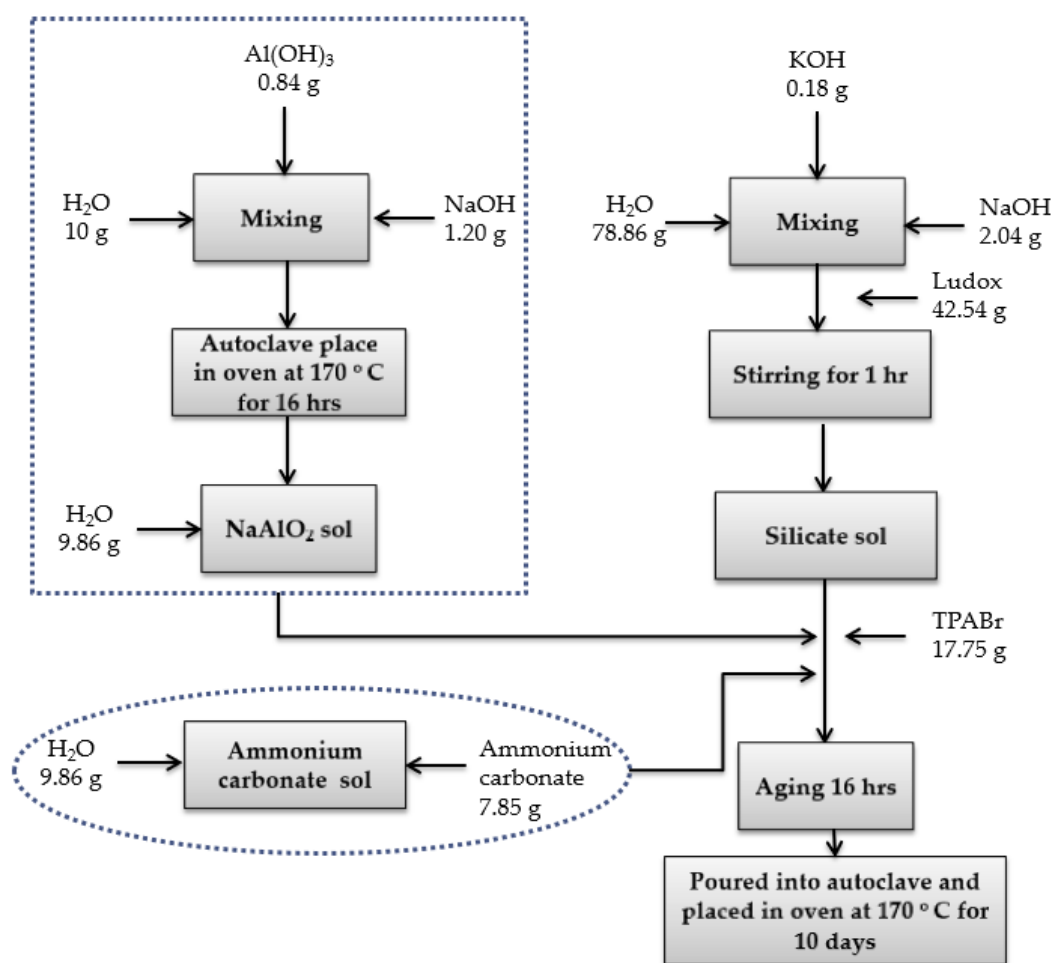 Al(OH)₃
0.84 g
H₂O
10 g
Mixing
NaOH
1.20 g
Autoclave place
in oven at 170 °C
for 16 hrs
H₂O
9.86 g
NaAlO₂ sol
KOH
0.18 g
H₂O
78.86 g
Mixing
NaOH
2.04 g
Ludox
42.54 g
Stirring for 1 hr
Silicate sol
TPABr
17.75 g
H₂O
9.86 g
Ammonium
carbonate sol
Ammonium
carbonate
7.85 g
Aging 16 hrs
Poured into autoclave and
placed in oven at 170 °C for
10 days